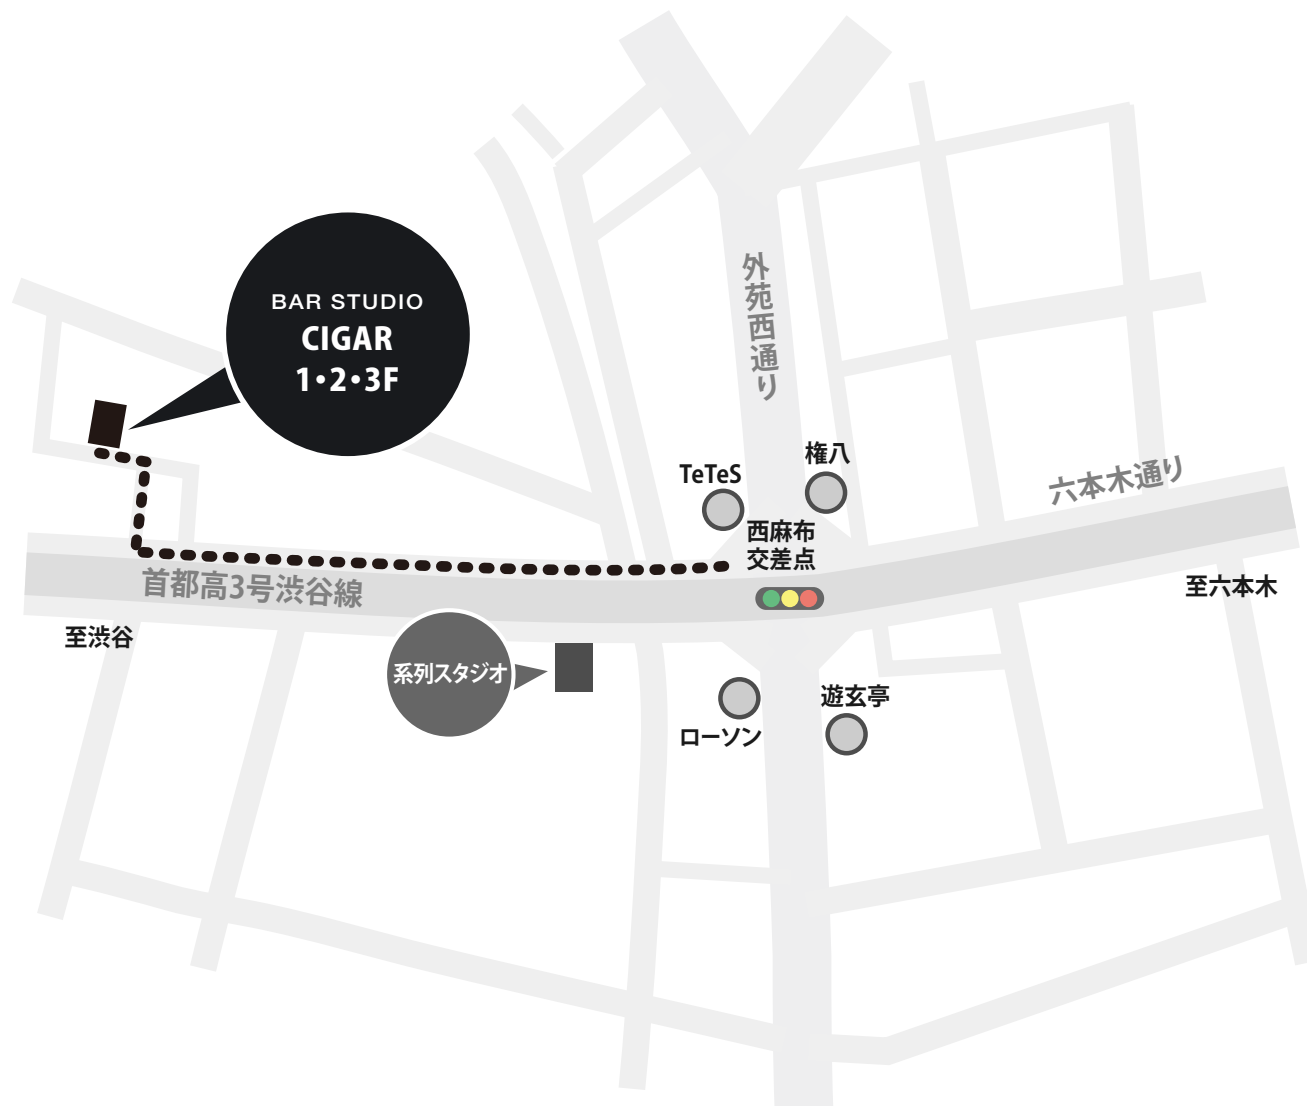 BAR STUDIO
CIGAR
1・2・3F
外苑西通り
TeTeS
権八
六本木通り
西麻布
交差点
首都高3号渋谷線
至六本木
至渋谷
系列スタジオ
遊玄亭
ローソン